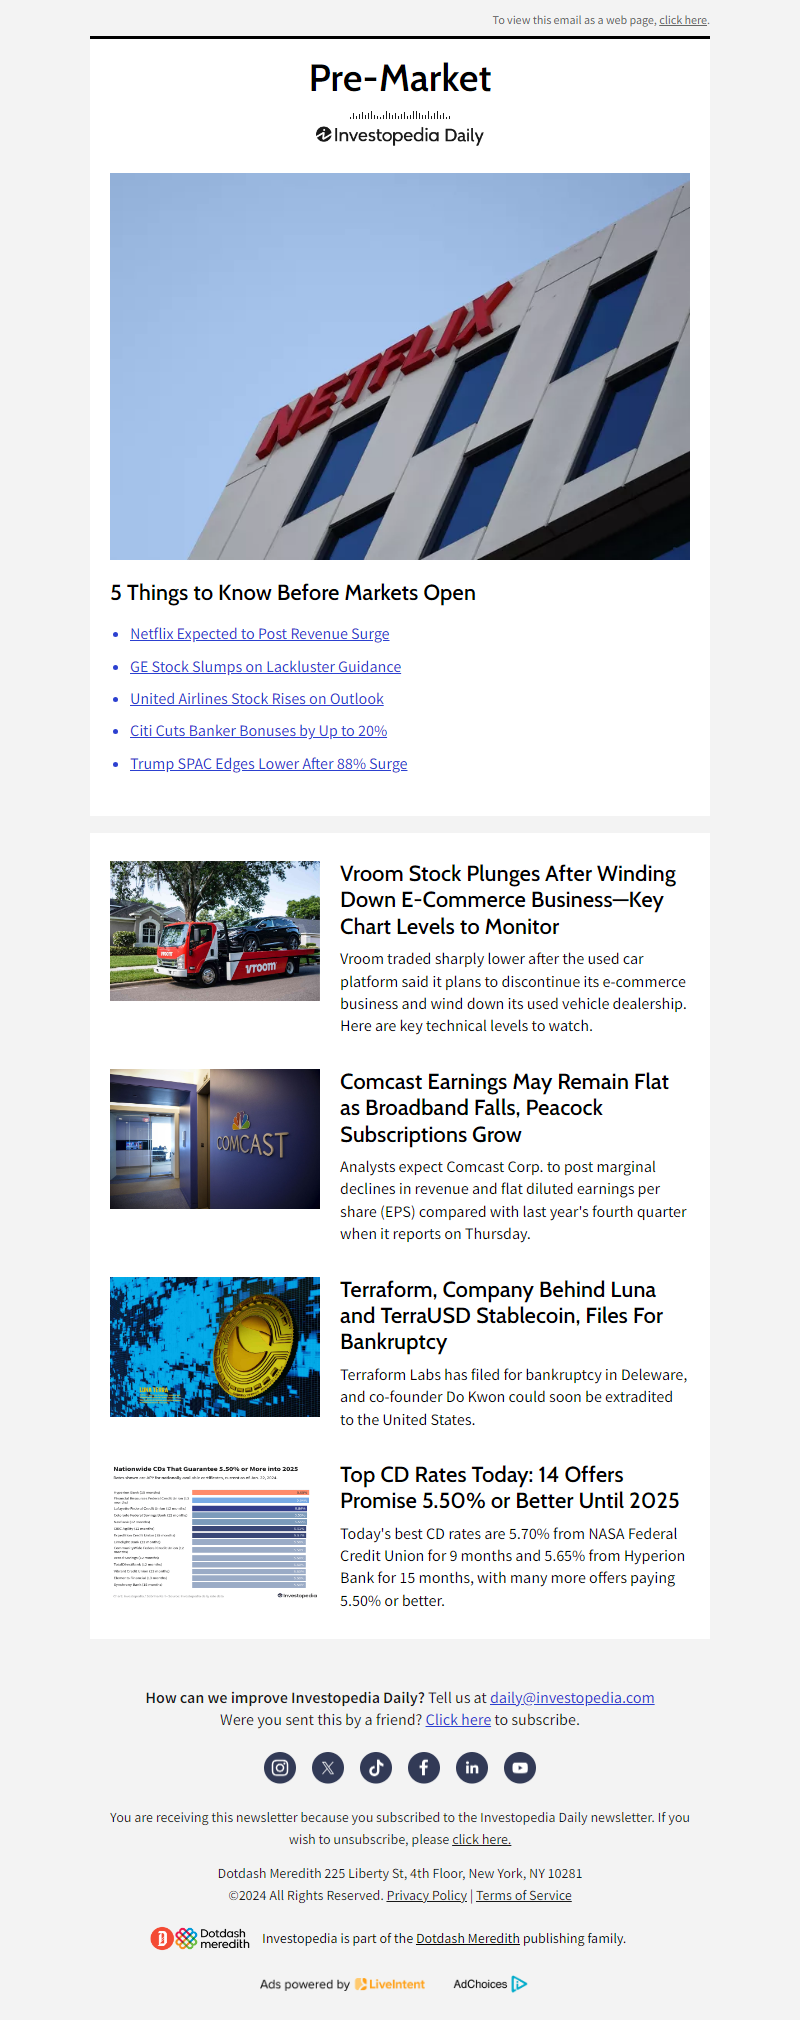 To view this email as a web page, click here.
Pre-Market
Investopedia Daily
NETFLIX
5 Things to Know Before Markets Open
Netflix Expected to Post Revenue Surge
GE Stock Slumps on Lackluster Guidance
United Airlines Stock Rises on Outlook
Citi Cuts Banker Bonuses by Up to 20%
Trump SPAC Edges Lower After 88% Surge
vroom
Vroom Stock Plunges After Winding
Down E-Commerce Business—Key
Chart Levels to Monitor
Vroom traded sharply lower after the used car
platform said it plans to discontinue its e-commerce
business and wind down its used vehicle dealership.
Here are key technical levels to watch.
COMCAST
Comcast Earnings May Remain Flat
as Broadband Falls, Peacock
Subscriptions Grow
Analysts expect Comcast Corp. to post marginal
declines in revenue and flat diluted earnings per
share (EPS) compared with last year's fourth quarter
when it reports on Thursday.
Terraform, Company Behind Luna
and TerraUSD Stablecoin, Files For
Bankruptcy
Terraform Labs has filed for bankruptcy in Deleware,
and co-founder Do Kwon could soon be extradited
to the United States.
Nationwide CDs That Guarantee 5.50% or More into 2025
Investopedia
Top CD Rates Today: 14 Offers
Promise 5.50% or Better Until 2025
Today's best CD rates are 5.70% from NASA Federal
Credit Union for 9 months and 5.65% from Hyperion
Bank for 15 months, with many more offers paying
5.50% or better.
How can we improve Investopedia Daily? Tell us at daily@investopedia.com
Were you sent this by a friend? Click here to subscribe.
You are receiving this newsletter because you subscribed to the Investopedia Daily newsletter. If you
wish to unsubscribe, please click here.
Dotdash Meredith 225 Liberty St, 4th Floor, New York, NY 10281
©2024 All Rights Reserved. Privacy Policy | Terms of Service
Dotdash
meredith
Investopedia is part of the Dotdash Meredith publishing family.
Ads powered by LiveIntent
AdChoices